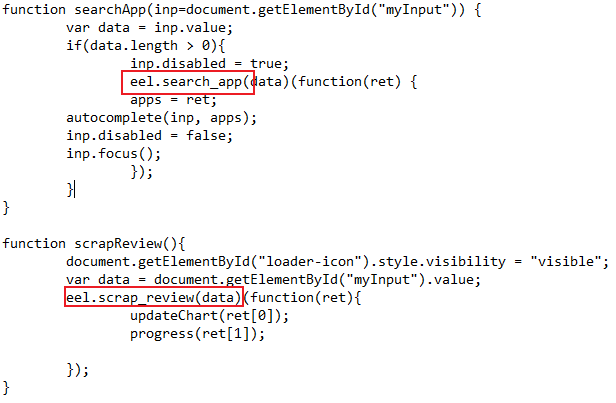 function searchApp(inp=document.getElementById("myInput")) {
var data = inp.value;
if(data.length > 0){
inp.disabled = true;
eel.search_app(data)(function(ret) {
apps = ret;
autocomplete(inp, apps);
inp.disabled = false;
inp.focus();
});
}
}
function scrapReview(){
document.getElementById("loader-icon").style.visibility = "visible";
var data = document.getElementById("myInput").value;
eel.scrap_review(data)(function(ret){
updateChart(ret[0]);
progress(ret[1]);
});
}